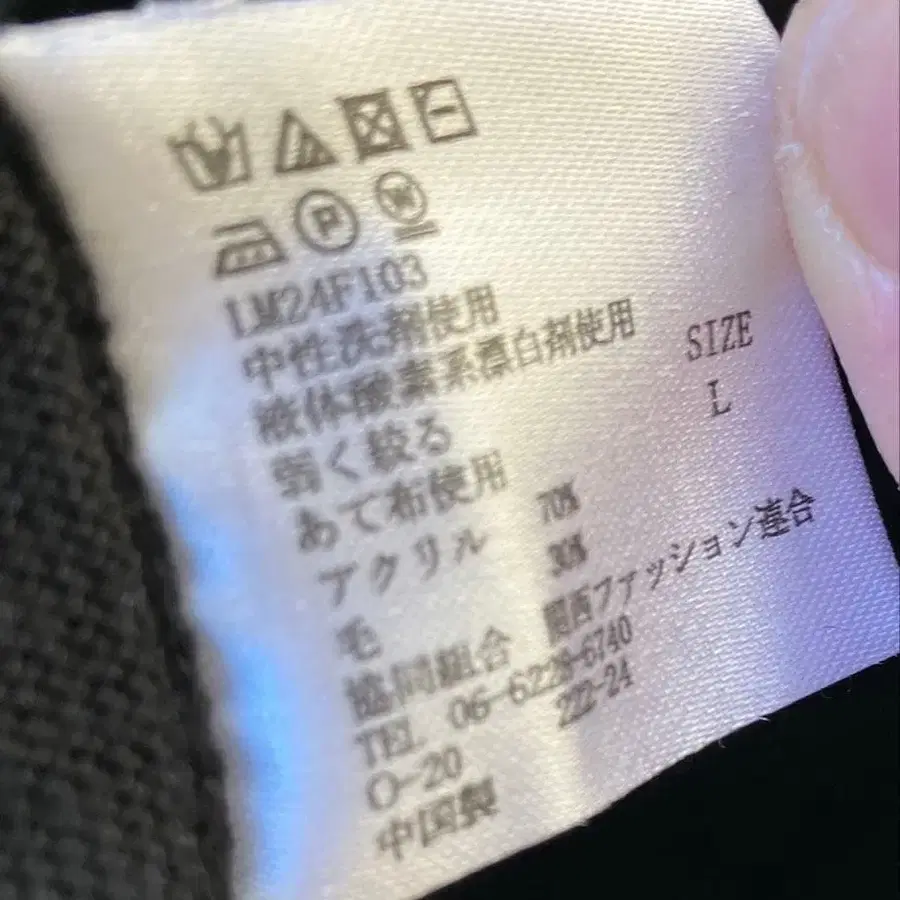 LM24F103
中性洗剤使用
液体酸素系漂白剤使用
弱く絞る
あて布使用
SIZE
L
アクリル 70%
毛 30%
協同組合 関西ファッション連合
TEL 06-6228-6740
O-20 222-24
中国製